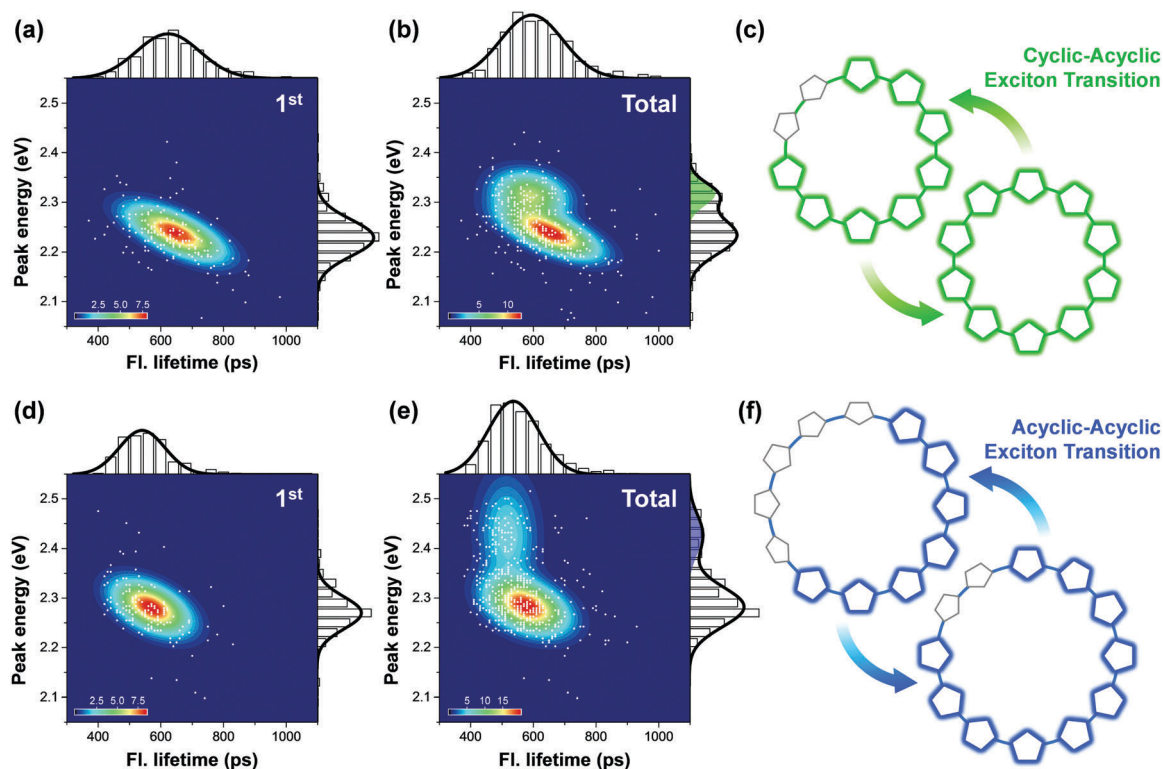 (a)
1st
Peak energy (eV)
2.5
2.4
2.3
2.2
2.1
2.5 5.0 7.5
400 600 800 1000
Fl. lifetime (ps)
(b)
Total
Peak energy (eV)
2.5
2.4
2.3
2.2
2.1
5 10
400 600 800 1000
Fl. lifetime (ps)
(c)
Cyclic-Acyclic
Exciton Transition
(d)
1st
Peak energy (eV)
2.5
2.4
2.3
2.2
2.1
2.5 5.0 7.5
400 600 800 1000
Fl. lifetime (ps)
(e)
Total
Peak energy (eV)
2.5
2.4
2.3
2.2
2.1
5 10 15
400 600 800 1000
Fl. lifetime (ps)
(f)
Acyclic-Acyclic
Exciton Transition